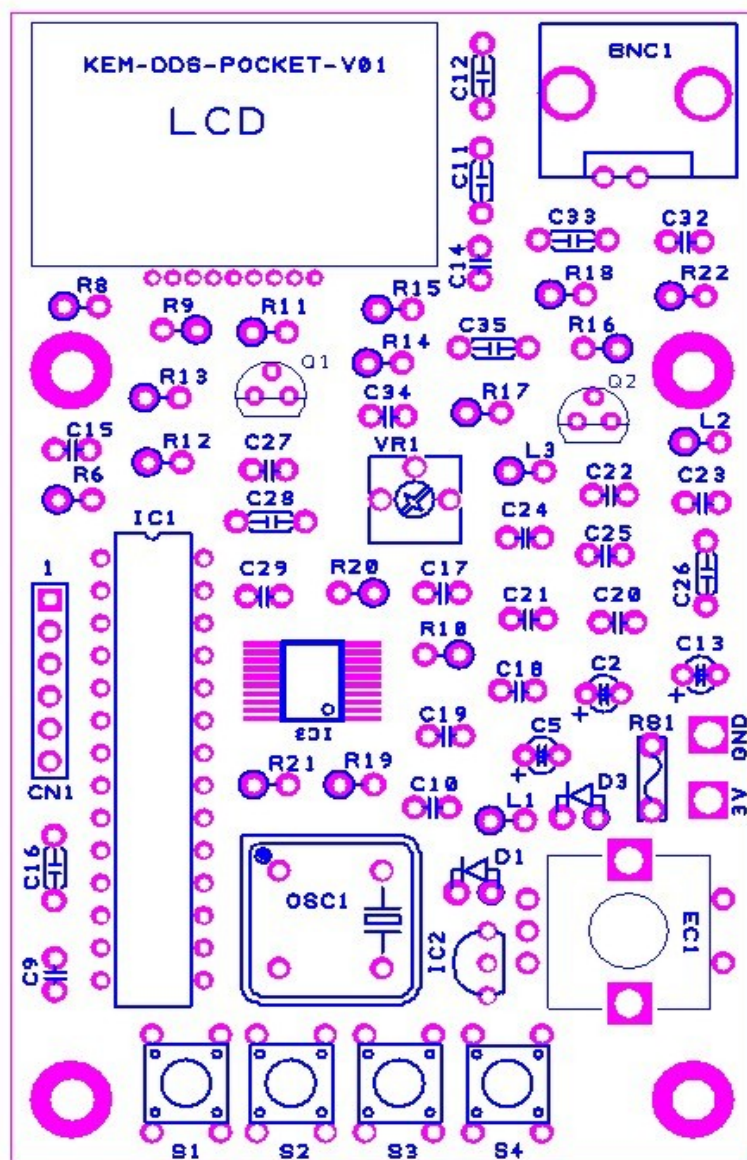 KEM-DDS-POCKET-V01
LCD
C12
BNC1
C11
C33
C32
C14
R8
R9
R11
R15
R18
R22
C35
R16
R14
Q1
R13
C34
R17
Q2
L2
C15
R12
C27
VR1
L3
C22
C23
R6
C28
C24
IC1
C25
C29
R20
C17
C26
1
C21
C20
R10
C18
C2
C13
+
+
IC3
C19
C5
RS1
GND
+
R21
R19
D3
3V
CN1
C10
L1
C16
D1
OSC1
IC2
EC1
C9
S1
S2
S3
S4